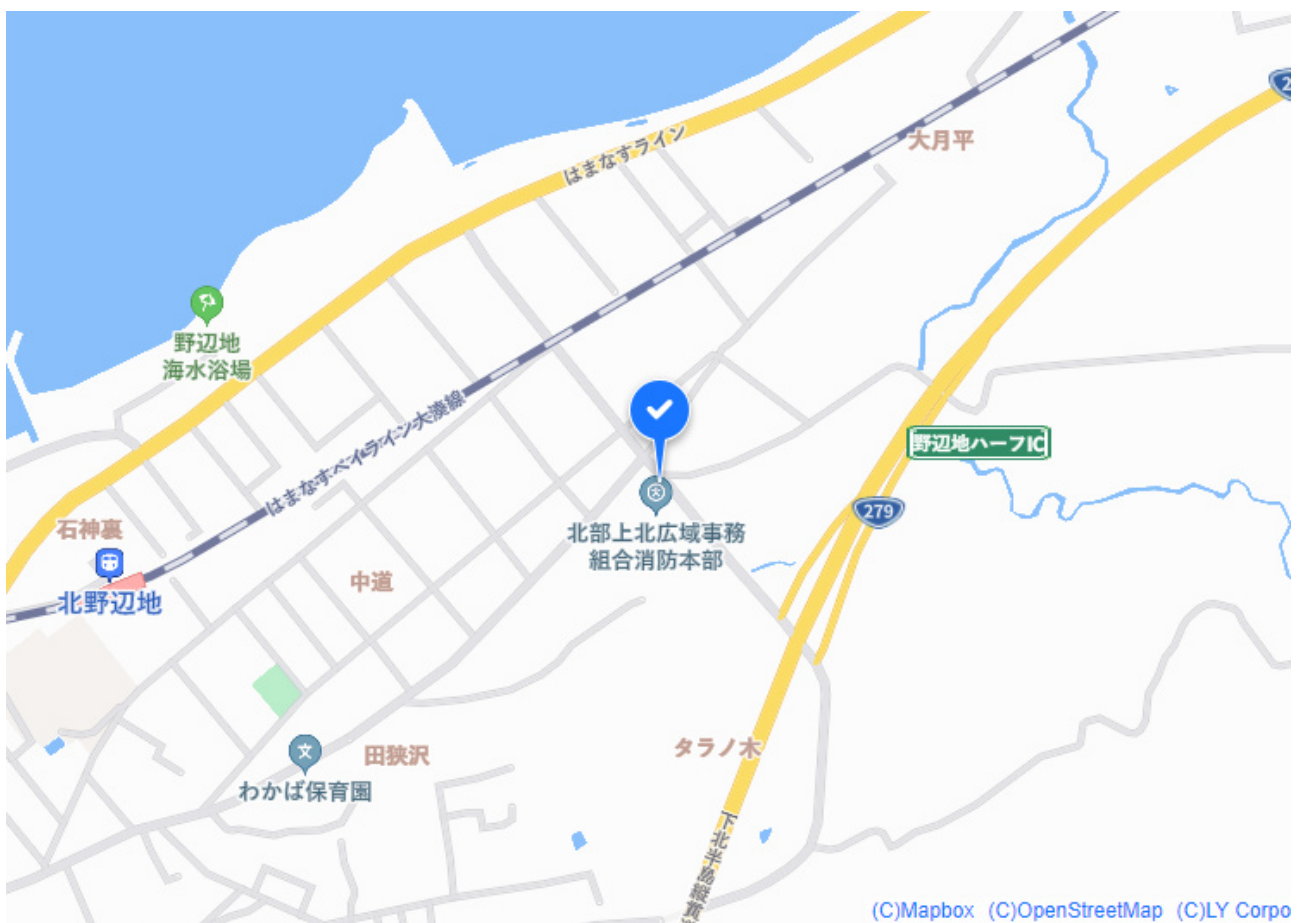 大月平
はまなすライン
野辺地
海水浴場
はまなすベイライン大湊線
野辺地ハーフIC
279
石神裏
北部上北広域事務
組合消防本部
中道
北野辺地
タラノ木
田狭沢
わかば保育園
下北半島縦貫
(C)Mapbox (C)OpenStreetMap (C)LY Corpo